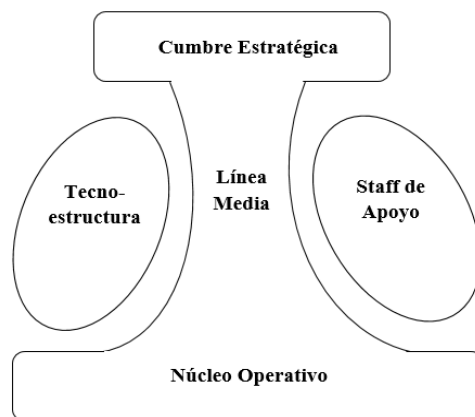 Cumbre Estratégica
Tecno-
estructura
Línea
Media
Staff de
Apoyo
Núcleo Operativo